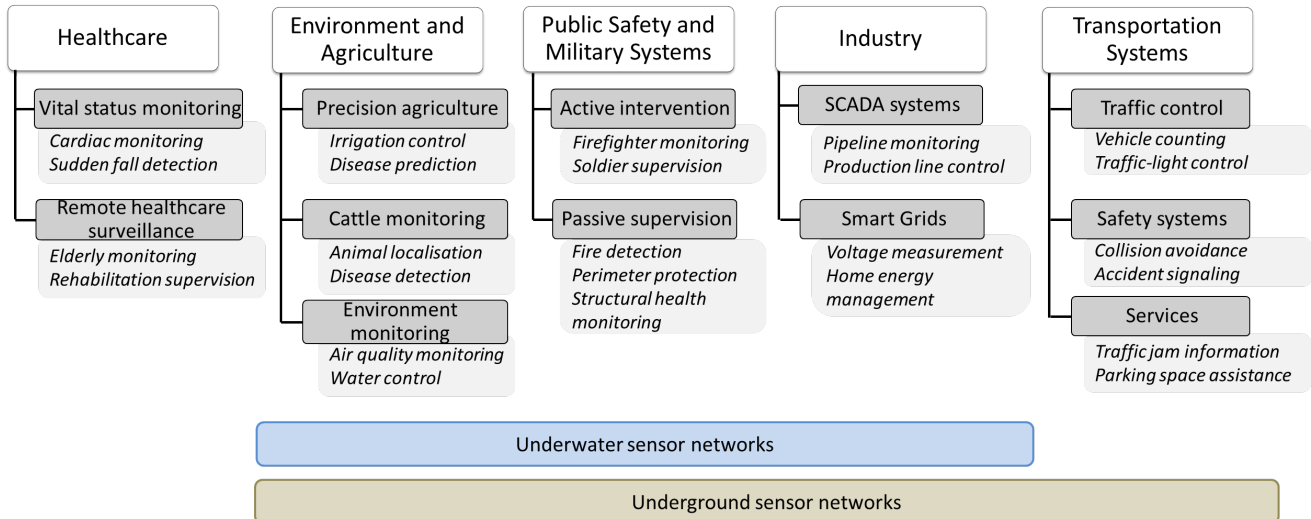 Healthcare
Vital status monitoring
Cardiac monitoring
Sudden fall detection
Remote healthcare
surveillance
Elderly monitoring
Rehabilitation supervision
Environment and
Agriculture
Precision agriculture
Irrigation control
Disease prediction
Cattle monitoring
Animal localisation
Disease detection
Environment
monitoring
Air quality monitoring
Water control
Public Safety and
Military Systems
Active intervention
Firefighter monitoring
Soldier supervision
Passive supervision
Fire detection
Perimeter protection
Structural health
monitoring
Industry
SCADA systems
Pipeline monitoring
Production line control
Smart Grids
Voltage measurement
Home energy
management
Transportation
Systems
Traffic control
Vehicle counting
Traffic-light control
Safety systems
Collision avoidance
Accident signaling
Services
Traffic jam information
Parking space assistance
Underwater sensor networks
Underground sensor networks